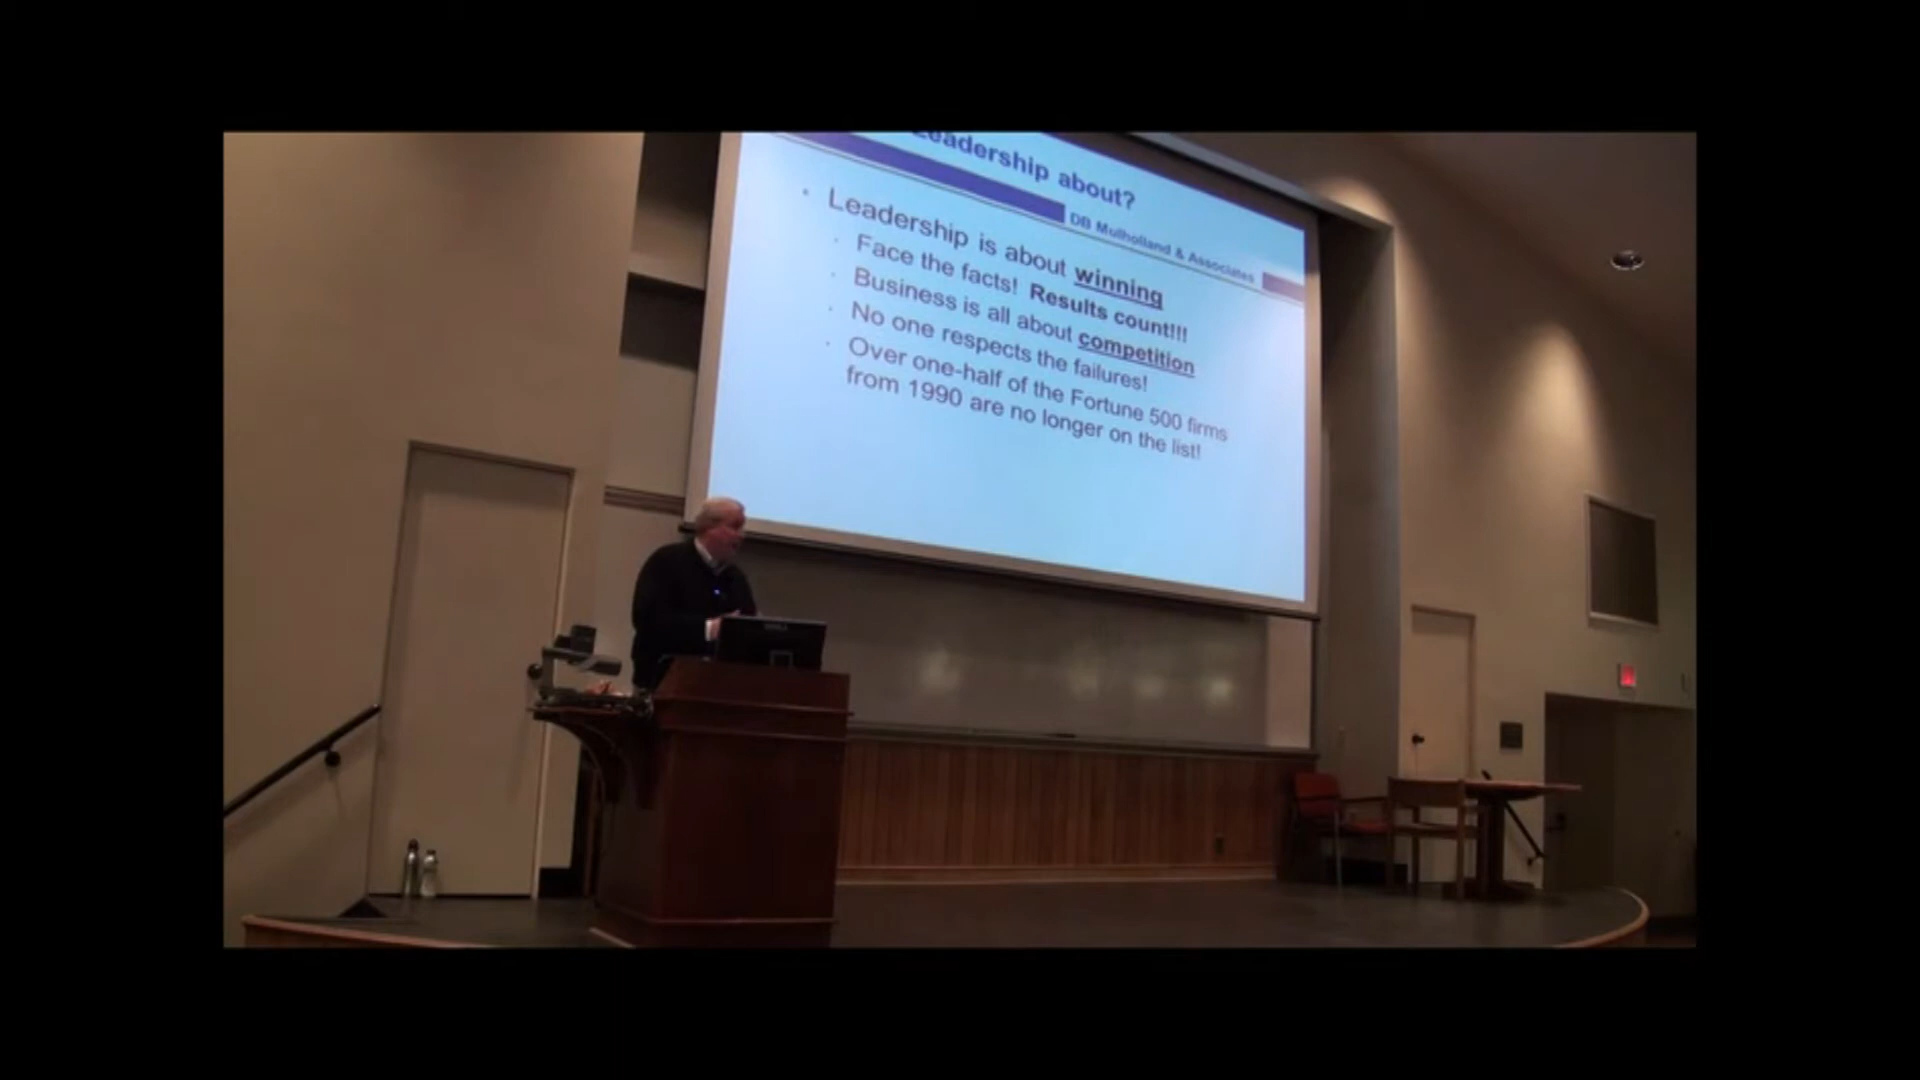 Leadership about?
DB Mulholland & Associates
Leadership is about winning
Face the facts! Results count!!!
Business is all about competition
No one respects the failures!
Over one-half of the Fortune 500 firms
from 1990 are no longer on the list!